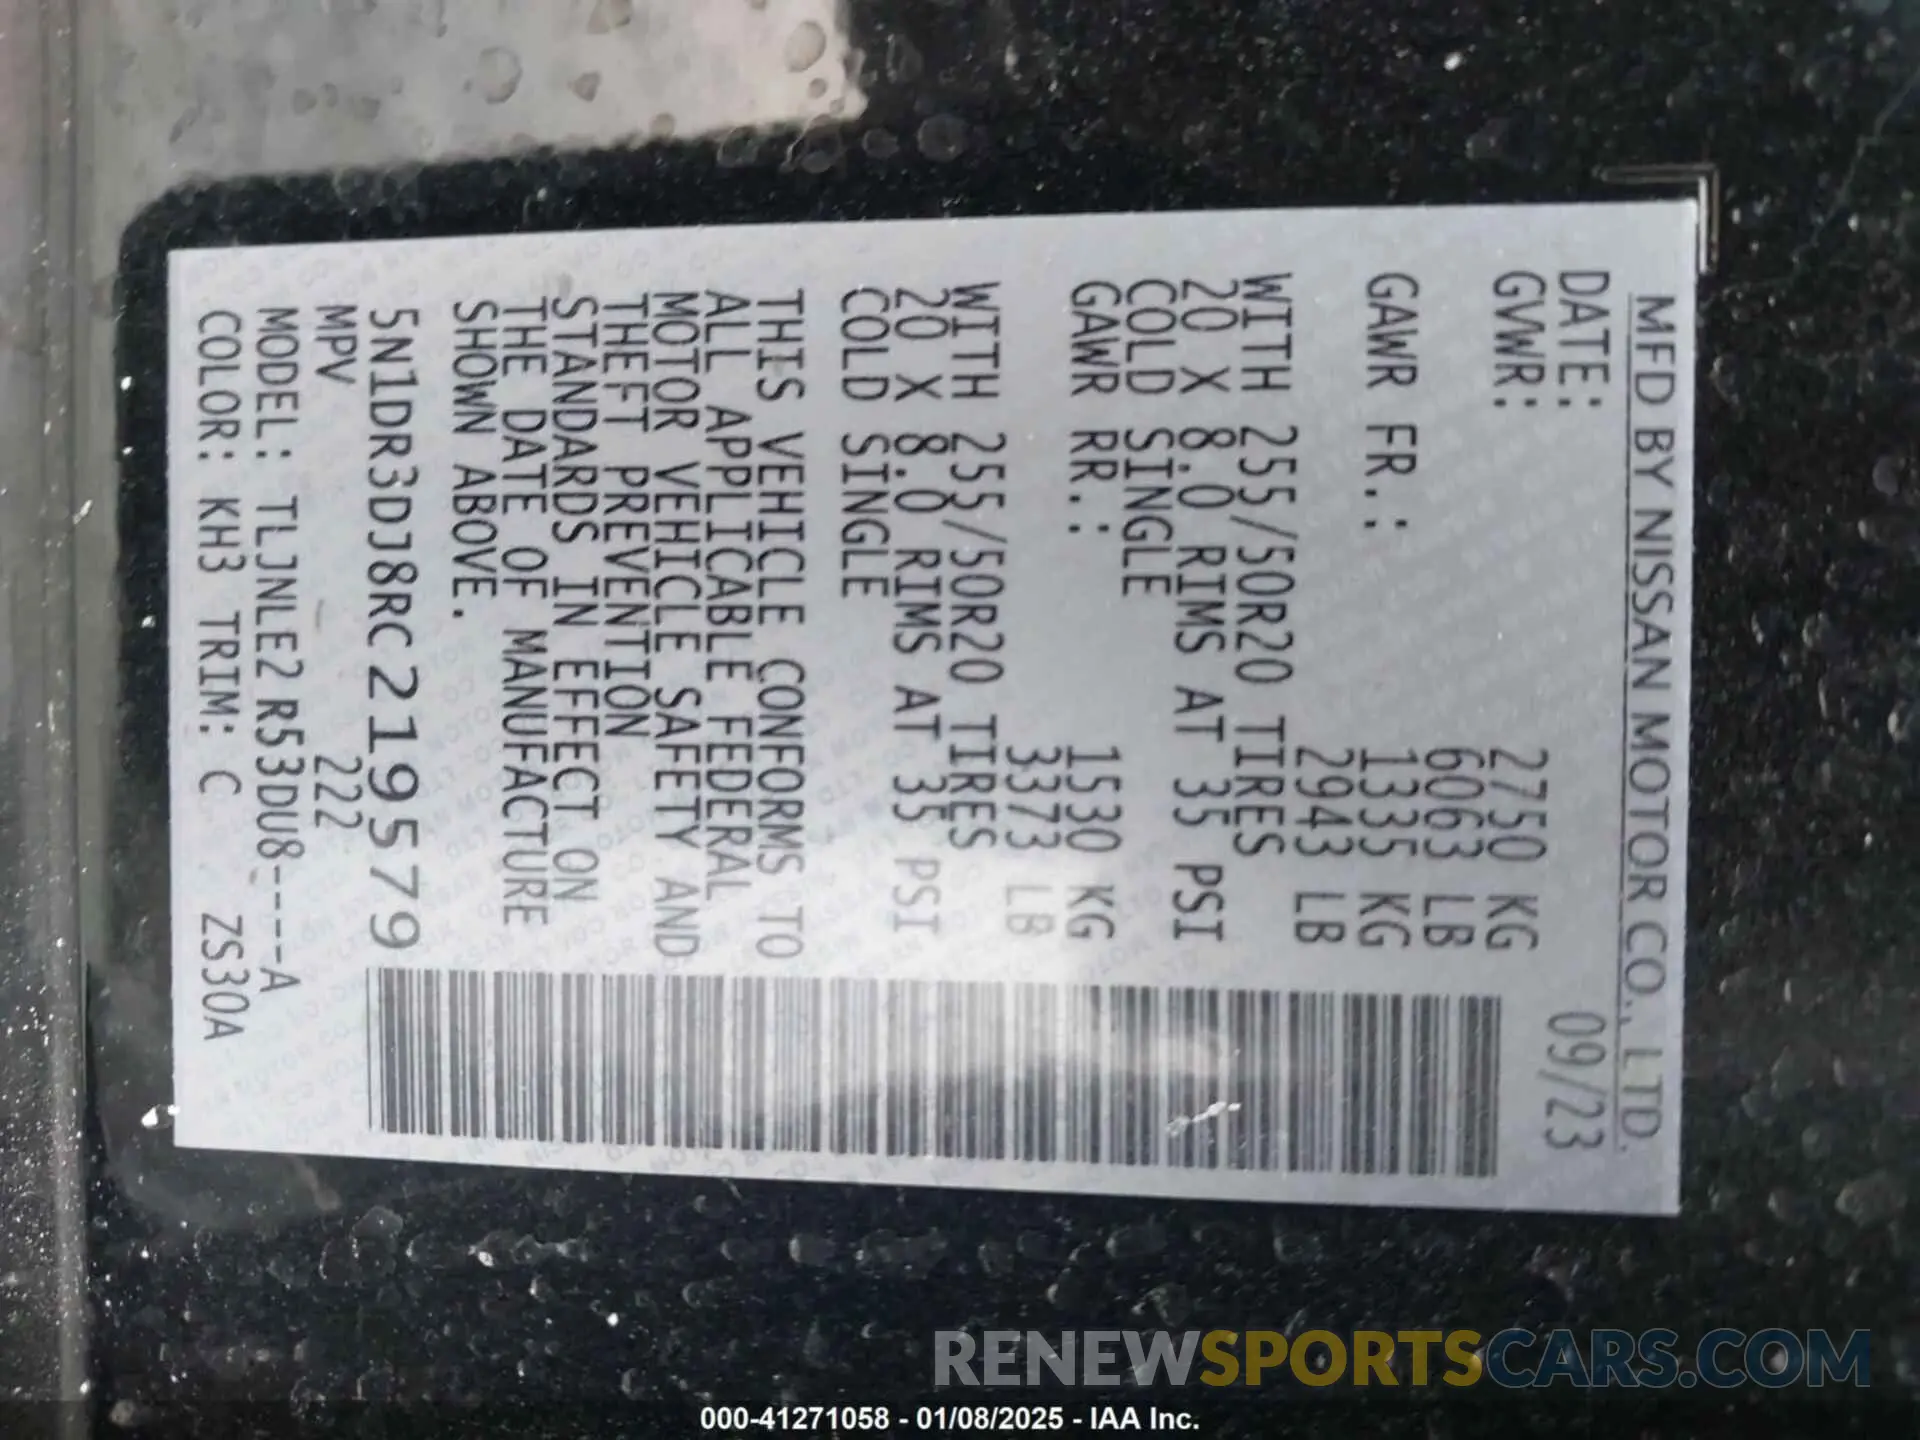 MFD BY NISSAN MOTOR CO., LTD.
DATE: 09/23
GVWR: 2750 KG
6063 LB
GAWR FR.: 1335 KG
2943 LB
WITH 255/50R20 TIRES
20 X 8.0 RIMS AT 35 PSI
COLD SINGLE
GAWR RR.: 1530 KG
3373 LB
WITH 255/50R20 TIRES
20 X 8.0 RIMS AT 35 PSI
COLD SINGLE
THIS VEHICLE CONFORMS TO
ALL APPLICABLE FEDERAL
MOTOR VEHICLE SAFETY AND
THEFT PREVENTION
STANDARDS IN EFFECT ON
THE DATE OF MANUFACTURE
SHOWN ABOVE.
5N1DR3DJ8RC219579
MPV 222
MODEL: TLJNLE2 R53DU8----A
COLOR: KH3 TRIM: C ZS30A
RENEWSPORTSCARS.COM
000-41271058 - 01/08/2025 - IAA Inc.